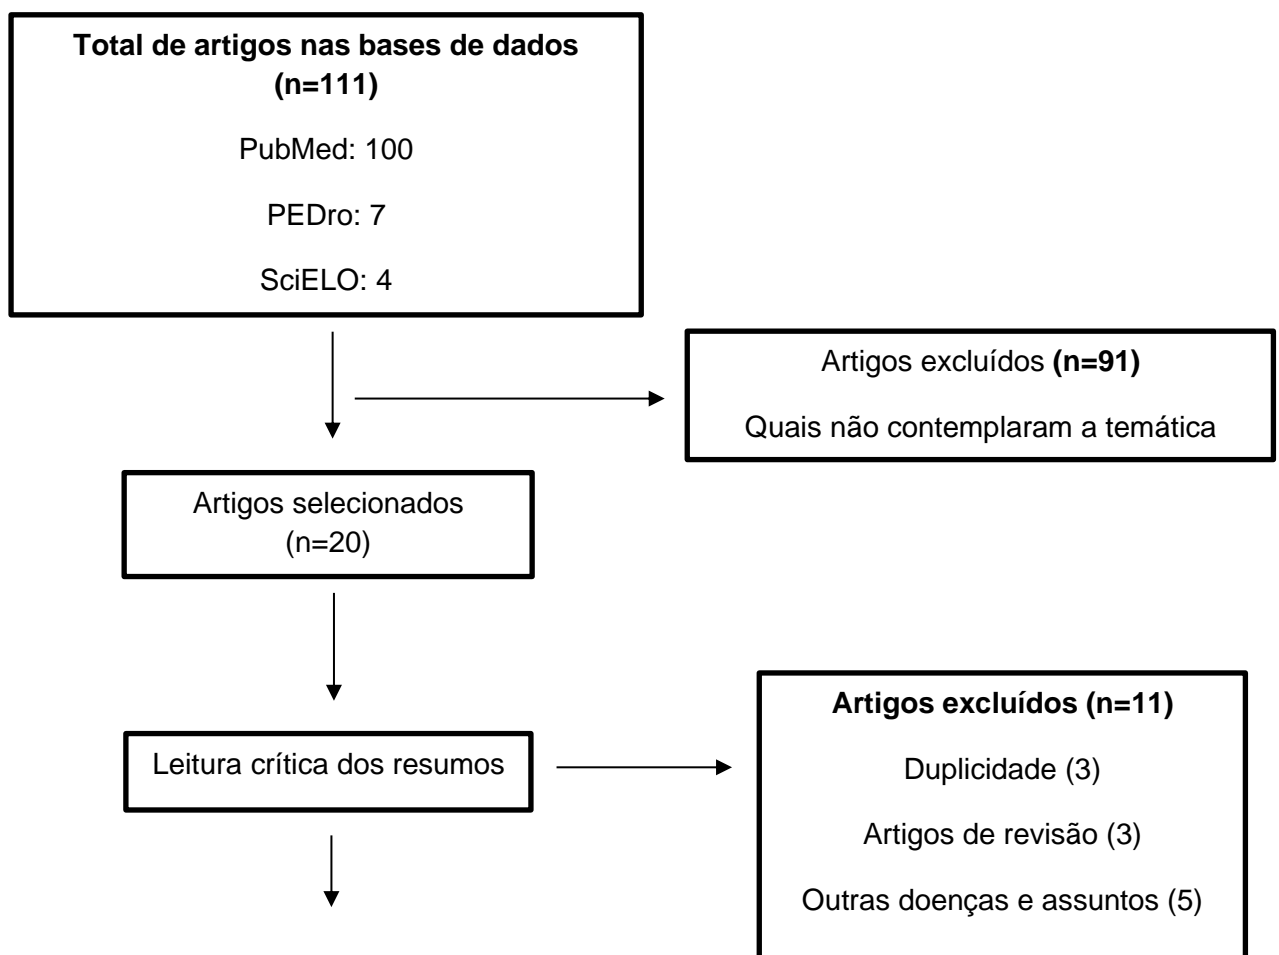 Total de artigos nas bases de dados
(n=111)
PubMed: 100
PEDro: 7
SciELO: 4
Artigos excluídos (n=91)
Quais não contemplaram a temática
Artigos selecionados
(n=20)
Leitura crítica dos resumos
Artigos excluídos (n=11)
Duplicidade (3)
Artigos de revisão (3)
Outras doenças e assuntos (5)